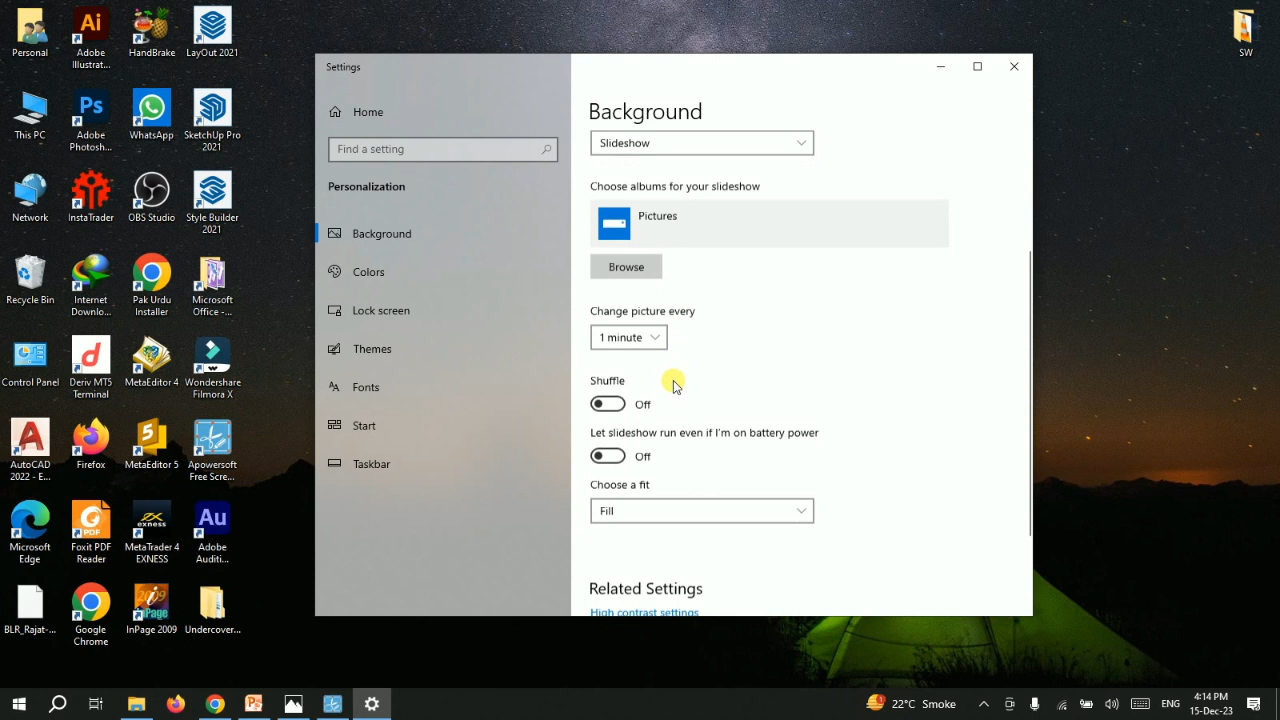 Personal
Adobe
Illustrat...
HandBrake
LayOut 2021
SW
This PC
Adobe
Photosh...
WhatsApp
SketchUp Pro
2021
Network
InstaTrader
OBS Studio
Style Builder
2021
Recycle Bin
Internet
Downlo...
Pak Urdu
Installer
Microsoft
Office -...
Control Panel
Deriv MT5
Terminal
MetaEditor 4
Wondershare
Filmora X
AutoCAD
2022 - E...
Firefox
MetaEditor 5
Apowersoft
Free Scre...
Microsoft
Edge
Foxit PDF
Reader
MetaTrader 4
EXNESS
Adobe
Auditi...
BLR_Rajat-...
Google
Chrome
InPage 2009
Undercover...
Settings
Home
Find a setting
Personalization
Background
Colors
Lock screen
Themes
Fonts
Start
Taskbar
Background
Slideshow
Choose albums for your slideshow
Pictures
Browse
Change picture every
1 minute
Shuffle
Off
Let slideshow run even if I'm on battery power
Off
Choose a fit
Fill
Related Settings
High contrast settings
22°C Smoke
ENG
4:14 PM
15-Dec-23